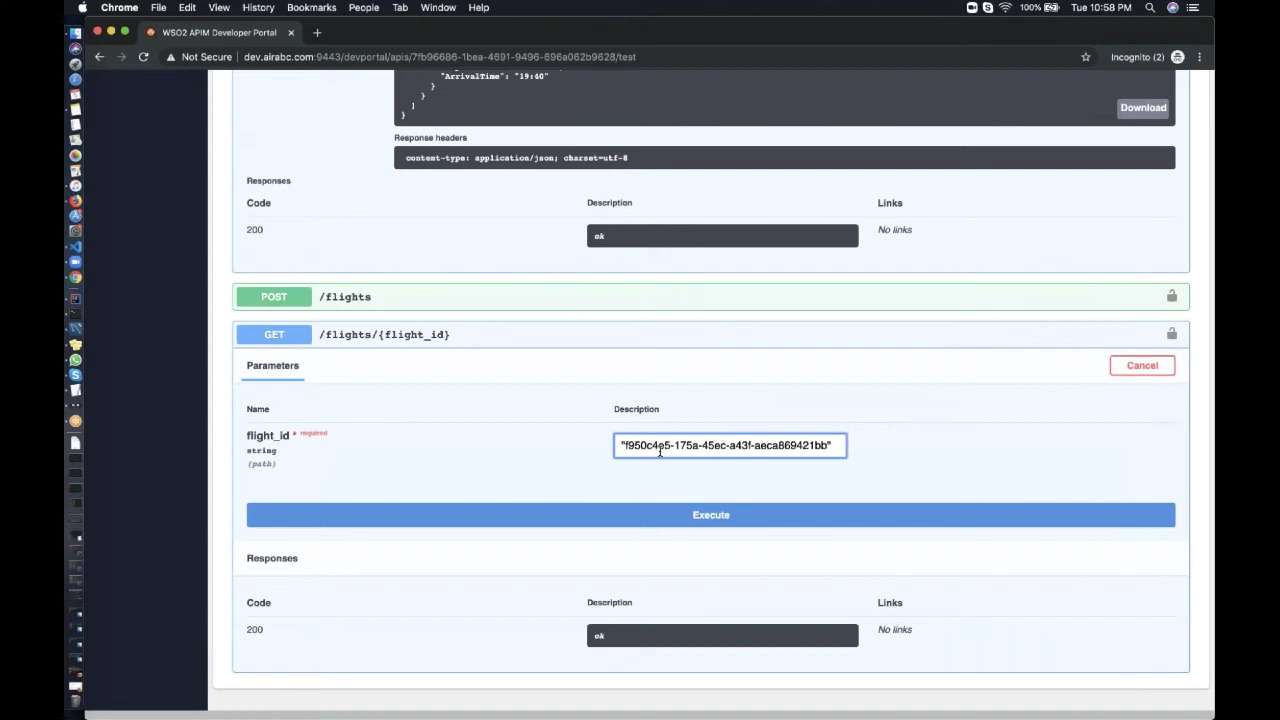 Chrome File Edit View History Bookmarks People Tab Window Help 100% Tue 10:58 PM
WSO2 APIM Developer Portal
Not Secure dev.airabc.com:9443/devportal/apis/7fb96686-1bea-4691-9496-696a062b9628/test Incognito (2)
"ArrivalTime": "19:40"
}
}
]
}
Download
Response headers
content-type: application/json; charset=utf-8
Responses
Code Description Links
200 ok No links
POST /flights
GET /flights/{flight_id}
Parameters Cancel
Name Description
flight_id * required
string
(path)
"f950c4e5-175a-45ec-a43f-aeca869421bb"
Execute
Responses
Code Description Links
200 ok No links